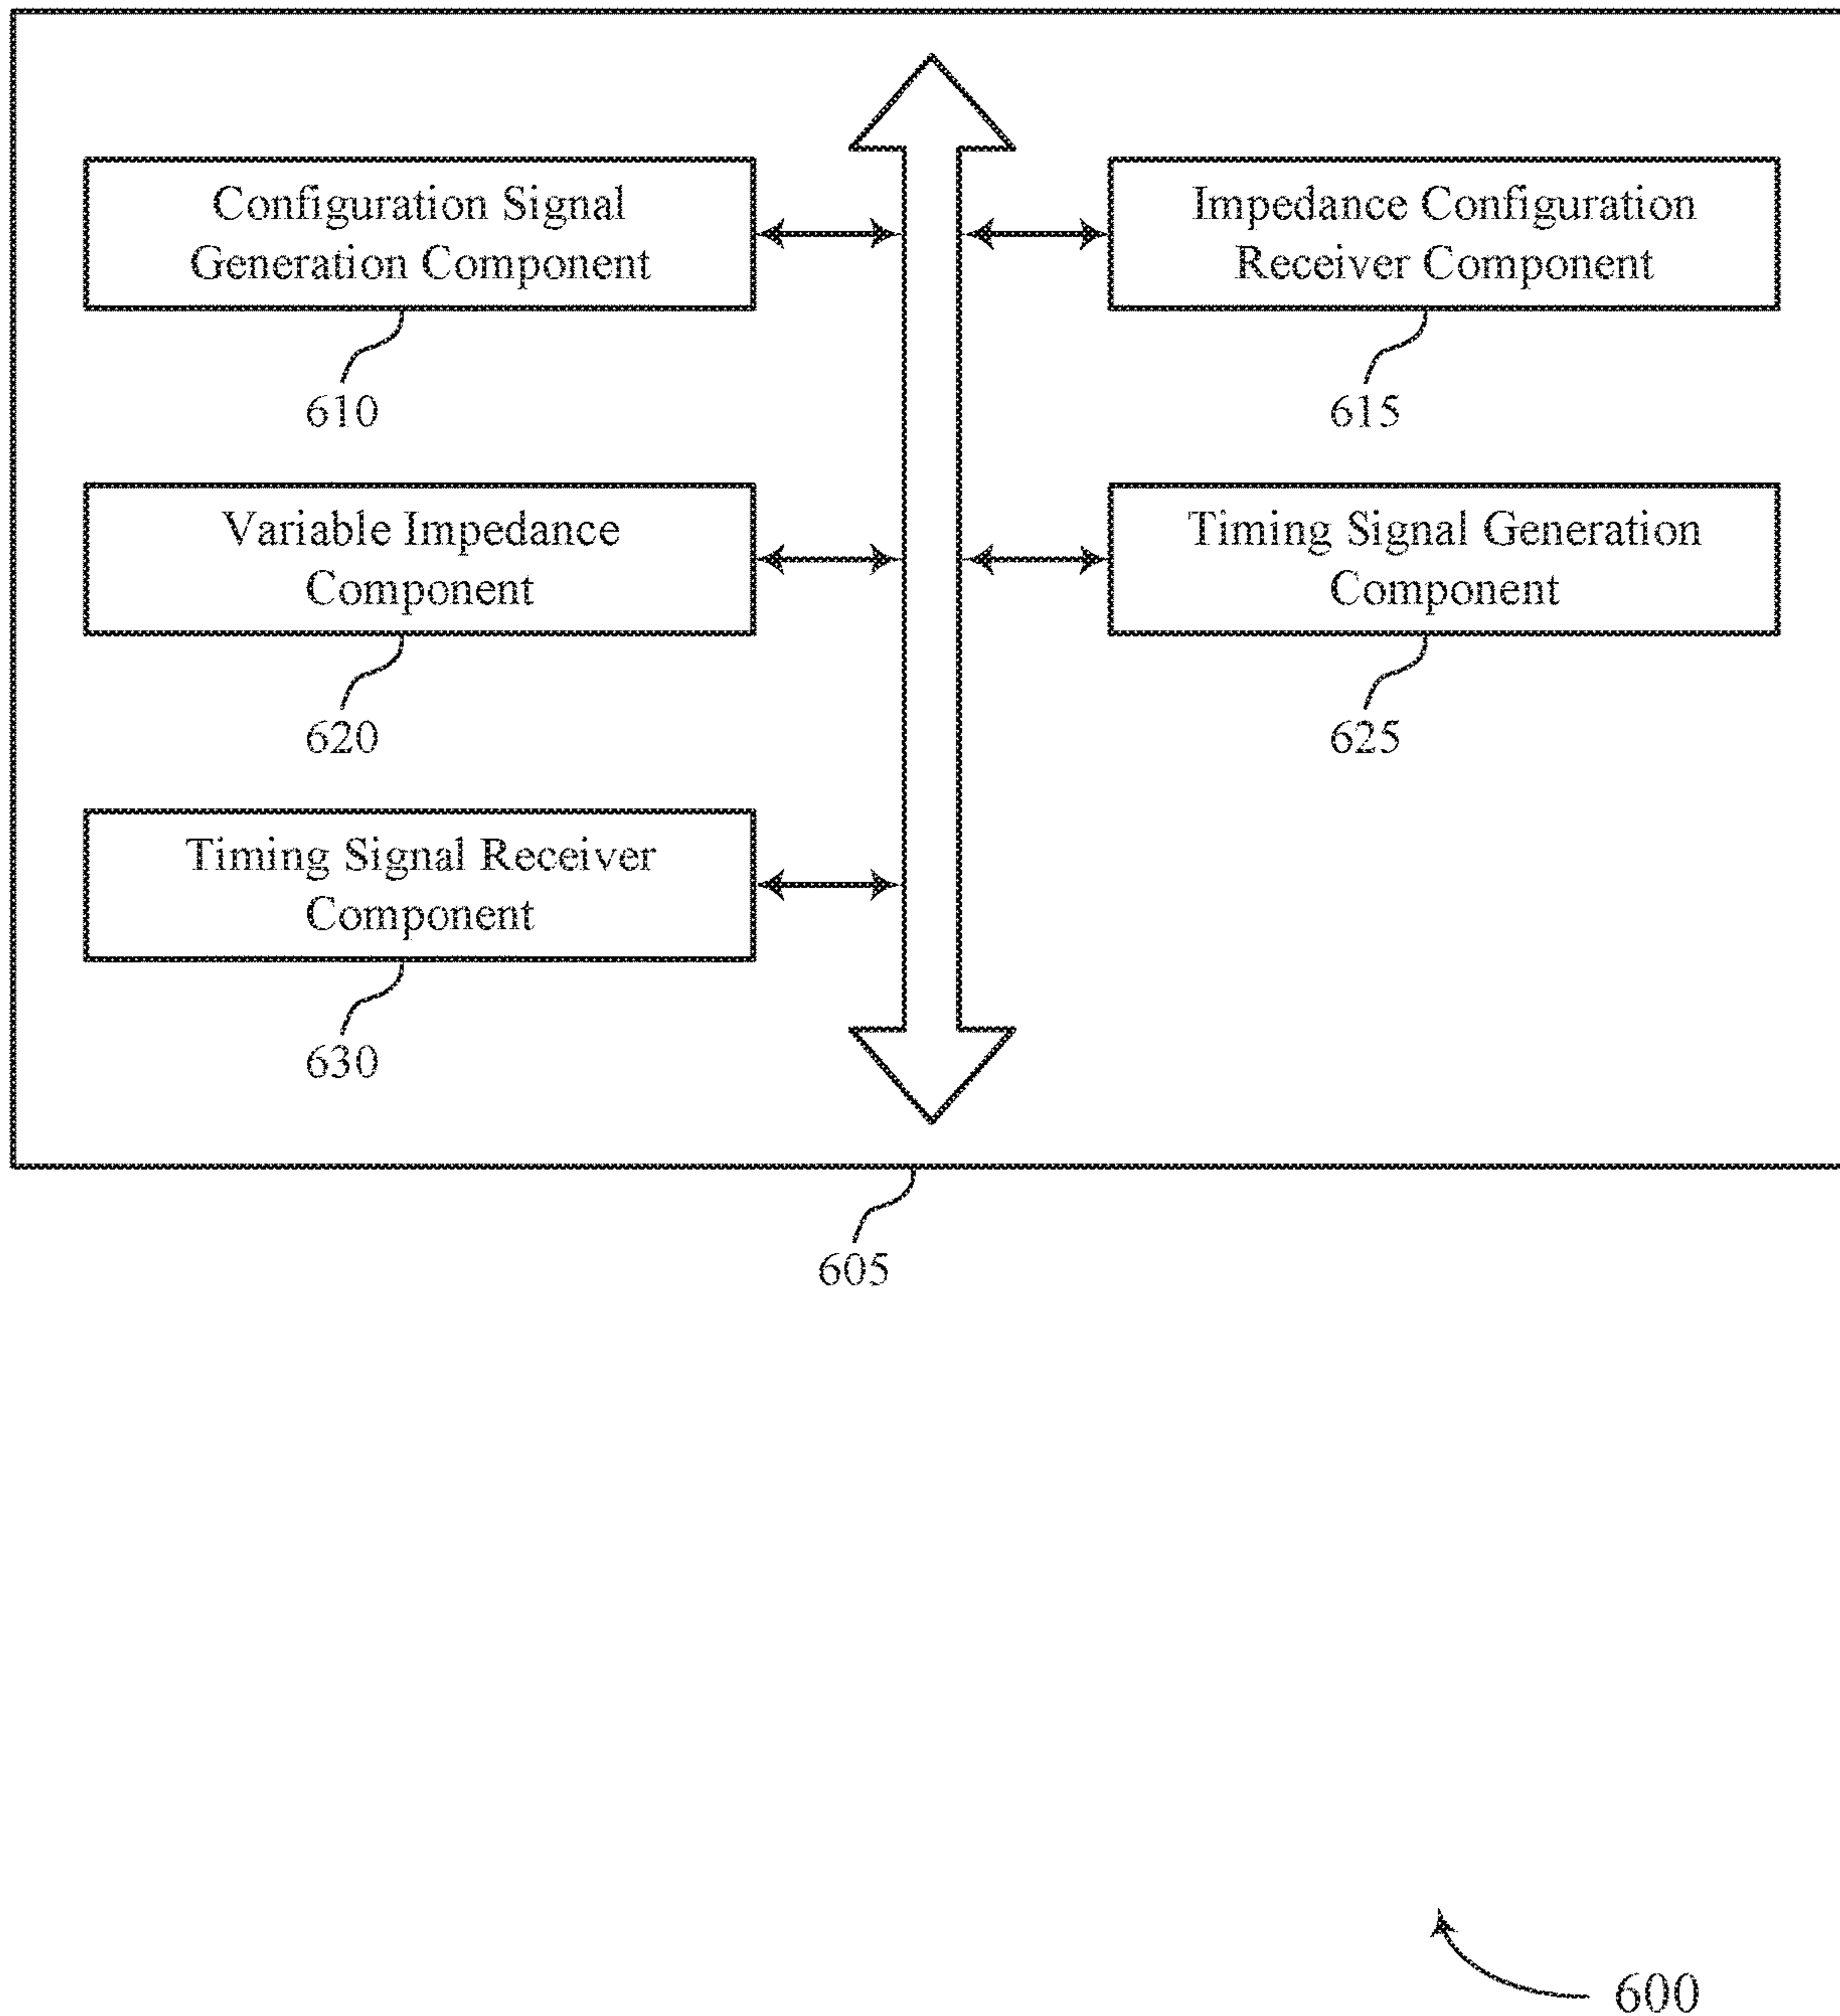 Configuration Signal
Generation Component
610
Impedance Configuration
Receiver Component
615
Variable Impedance
Component
620
Timing Signal Generation
Component
625
Timing Signal Receiver
Component
630
605
600